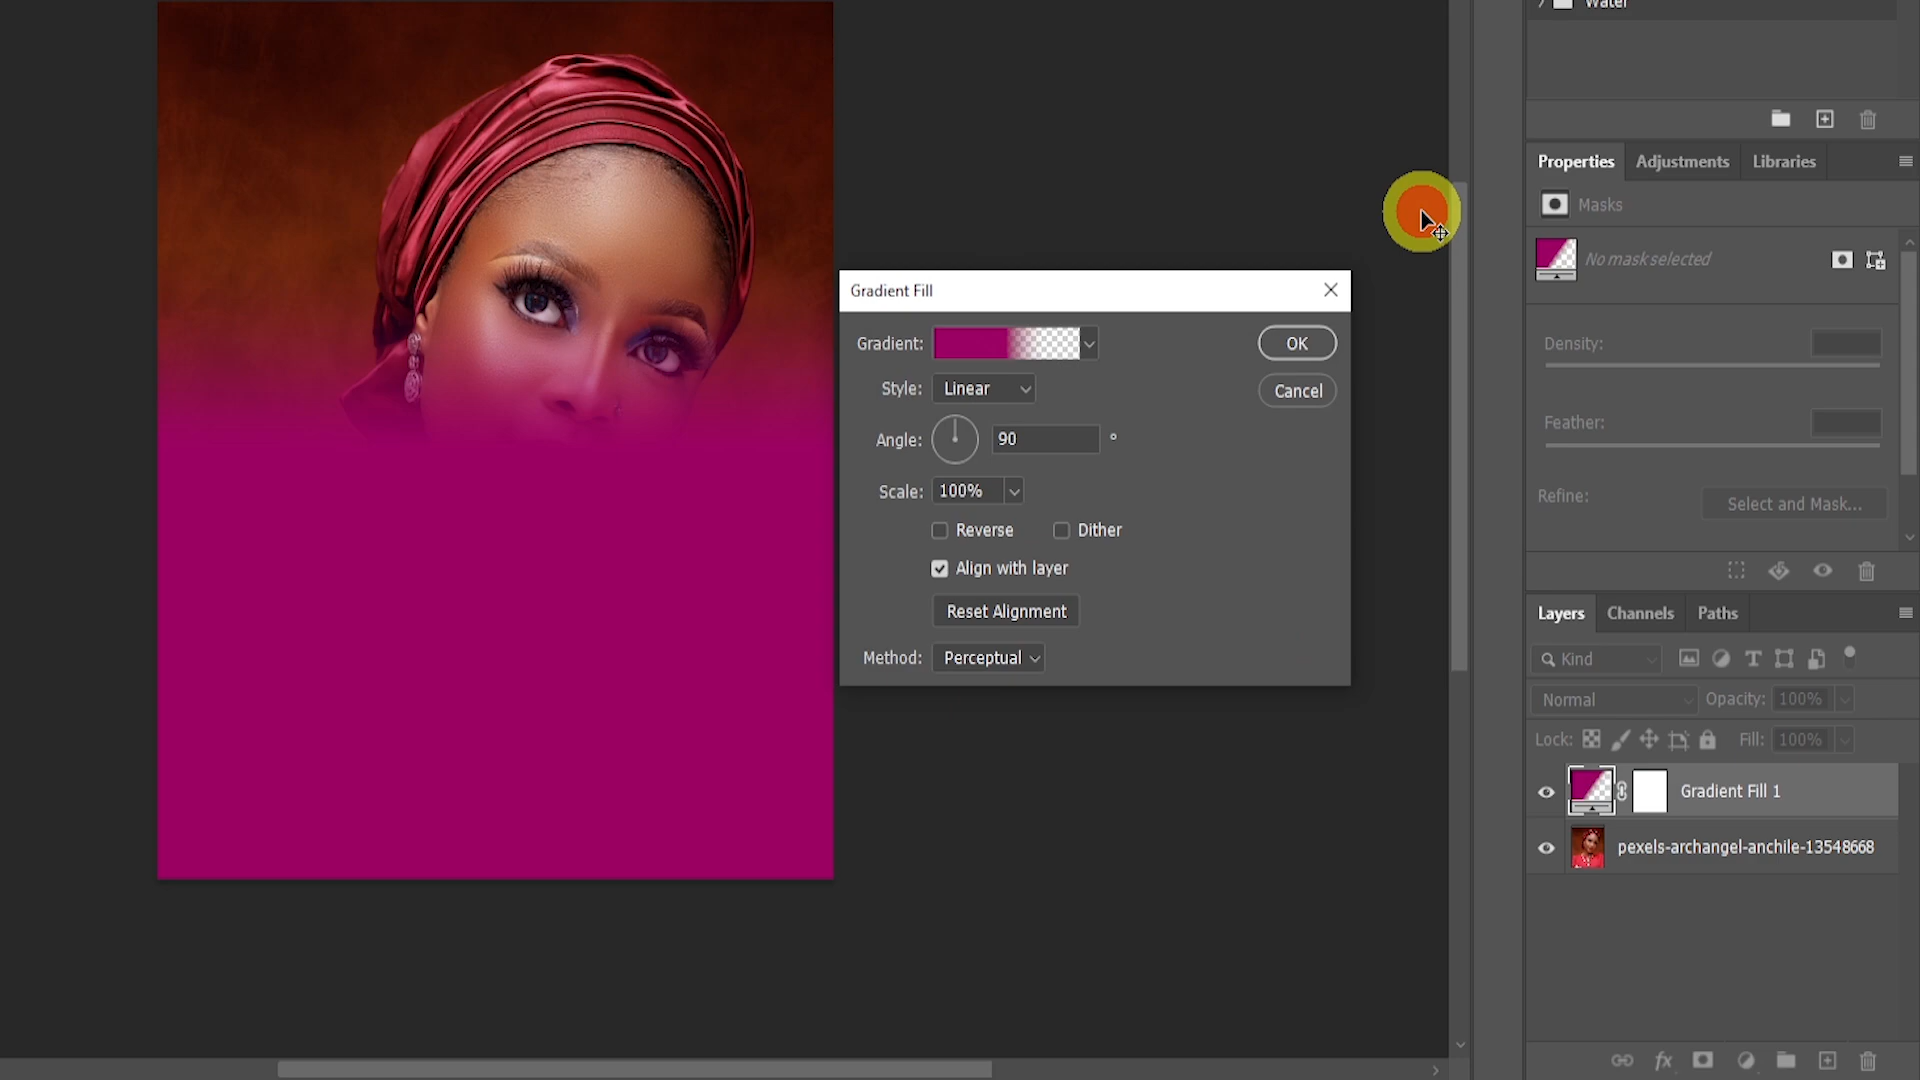 Water
Properties
Adjustments
Libraries
Masks
No mask selected
Density:
Feather:
Refine:
Select and Mask...
Gradient Fill
Gradient:
OK
Style:
Linear
Cancel
Angle:
90
°
Scale:
100%
Reverse
Dither
Align with layer
Reset Alignment
Method:
Perceptual
Layers
Channels
Paths
Kind
Normal
Opacity:
100%
Lock:
Fill:
100%
Gradient Fill 1
pexels-archangel-anchile-13548668
fx